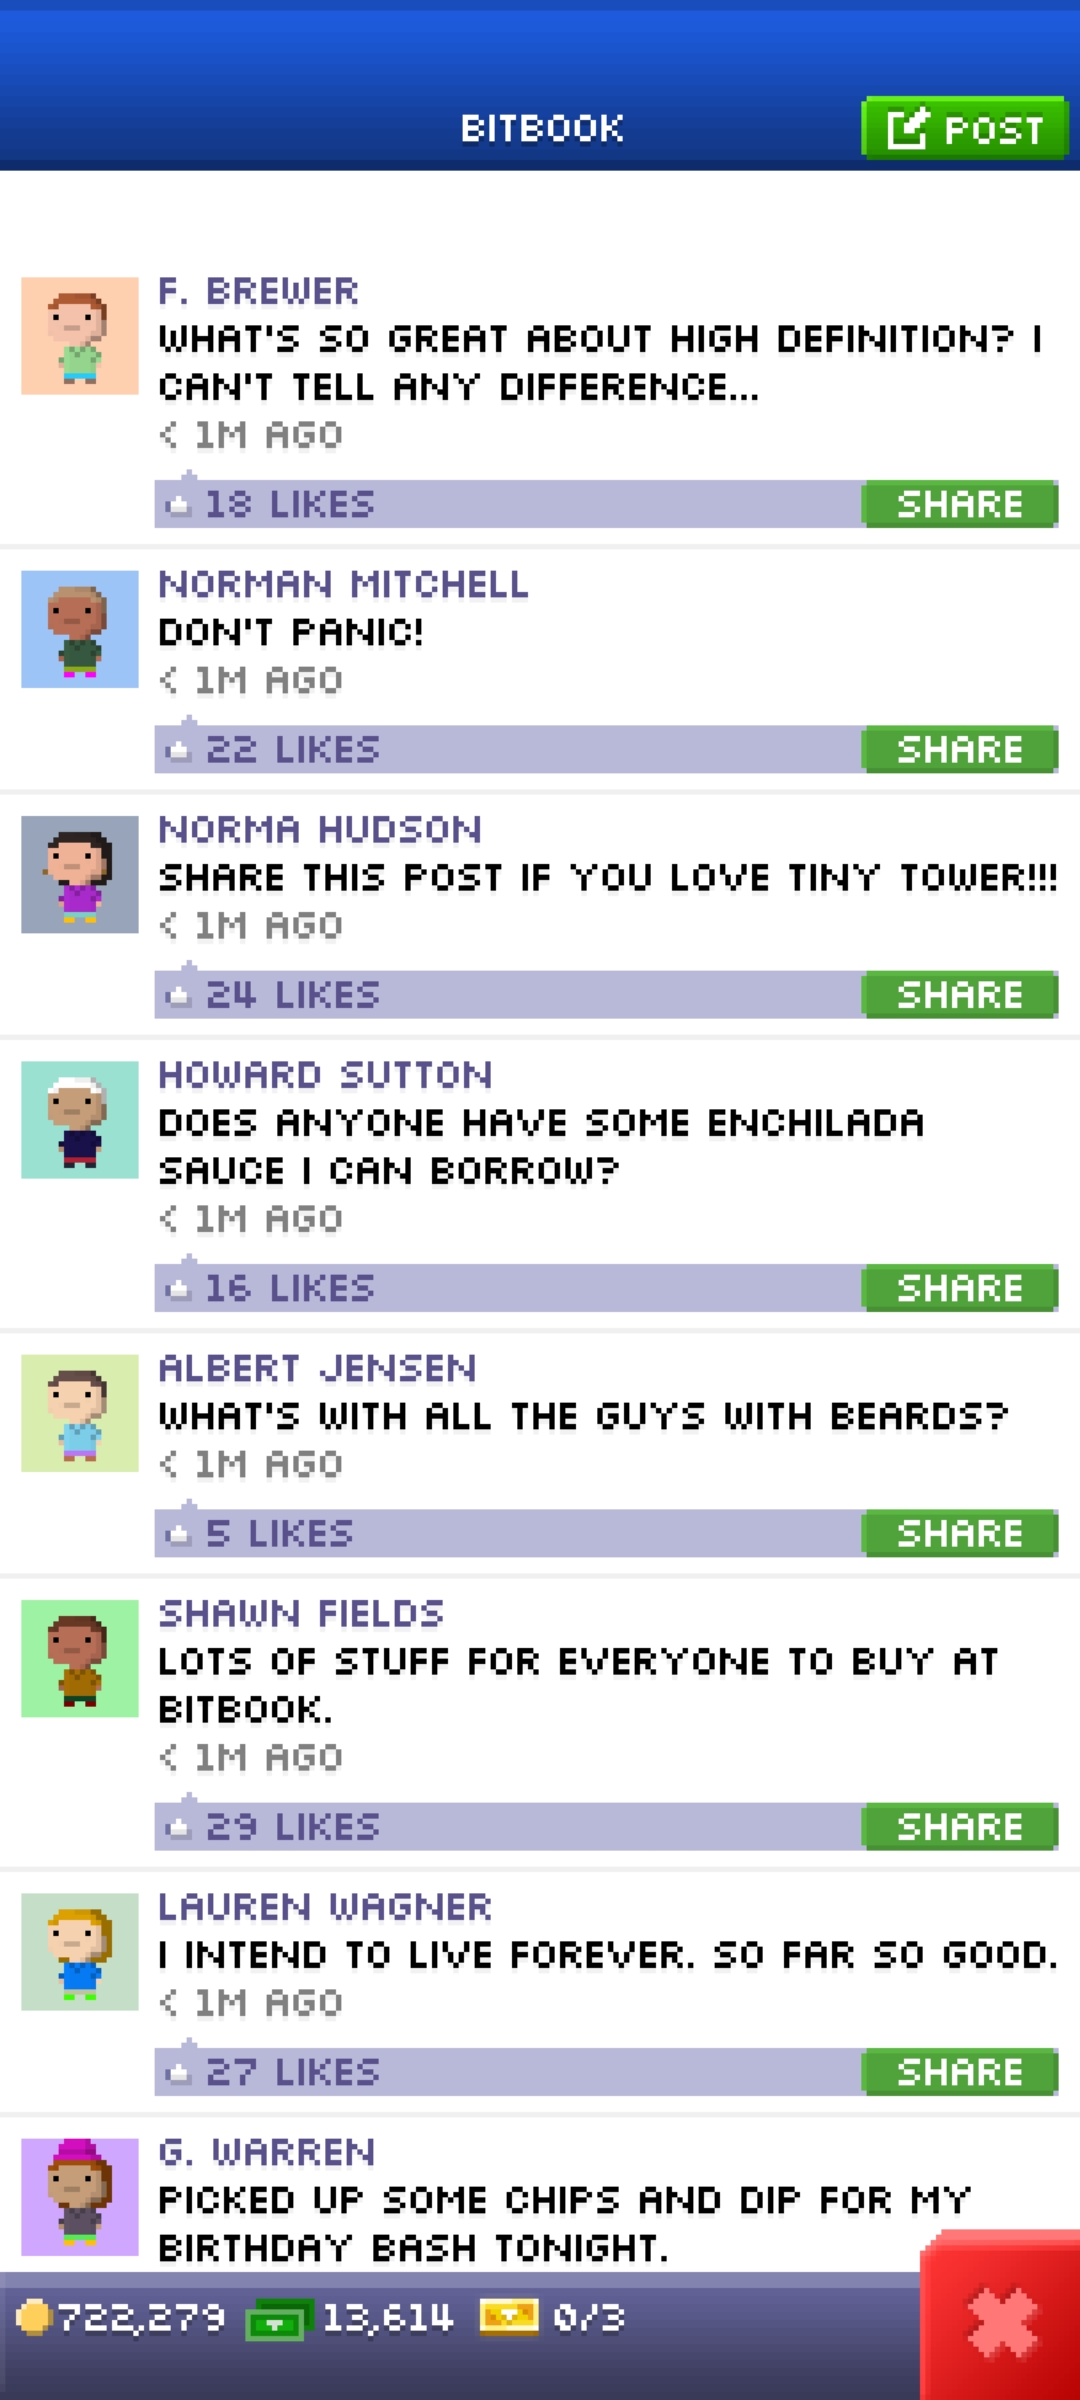 BITBOOK
POST
F. BREWER
WHAT'S SO GREAT ABOUT HIGH DEFINITION? I
CAN'T TELL ANY DIFFERENCE...
< 1M AGO
18 LIKES
SHARE
NORMAN MITCHELL
DON'T PANIC!
< 1M AGO
22 LIKES
SHARE
NORMA HUDSON
SHARE THIS POST IF YOU LOVE TINY TOWER!!!
< 1M AGO
24 LIKES
SHARE
HOWARD SUTTON
DOES ANYONE HAVE SOME ENCHILADA
SAUCE I CAN BORROW?
< 1M AGO
16 LIKES
SHARE
ALBERT JENSEN
WHAT'S WITH ALL THE GUYS WITH BEARDS?
< 1M AGO
5 LIKES
SHARE
SHAWN FIELDS
LOTS OF STUFF FOR EVERYONE TO BUY AT
BITBOOK.
< 1M AGO
29 LIKES
SHARE
LAUREN WAGNER
I INTEND TO LIVE FOREVER. SO FAR SO GOOD.
< 1M AGO
27 LIKES
SHARE
G. WARREN
PICKED UP SOME CHIPS AND DIP FOR MY
BIRTHDAY BASH TONIGHT.
722,279 13,614 0/3